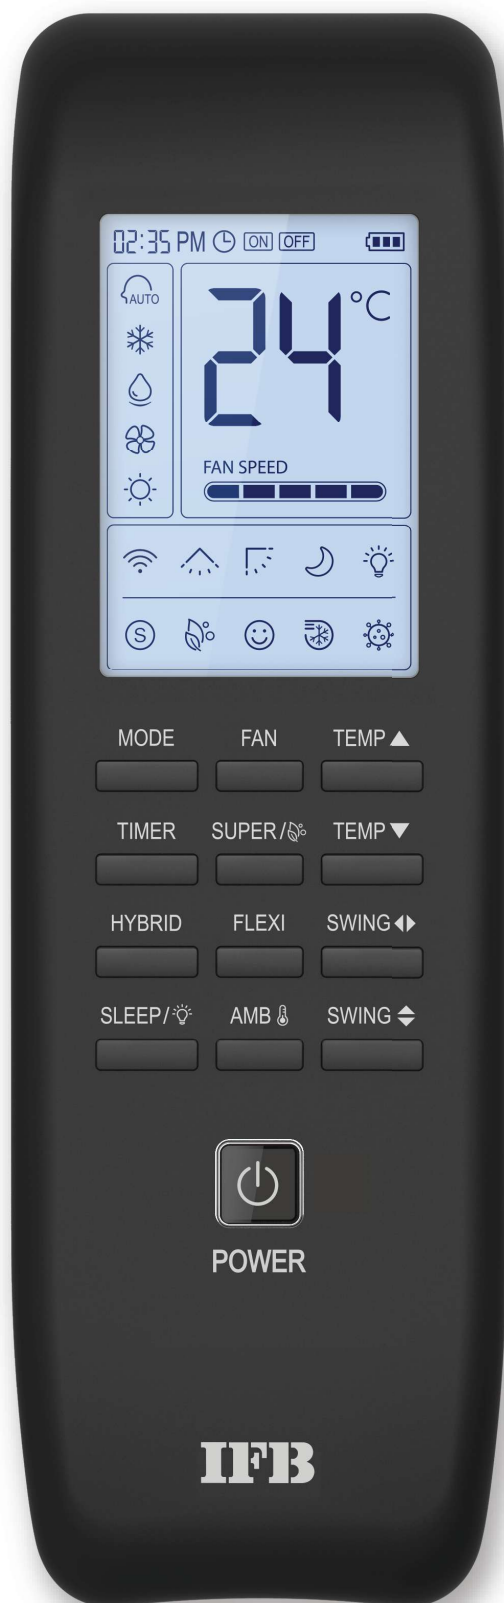 02:35 PM ON OFF
AUTO
24 °C
FAN SPEED
S
MODE FAN TEMP ▲
TIMER SUPER / TEMP ▼
HYBRID FLEXI SWING ◀▶
SLEEP / AMB SWING ▲▼
POWER
IFB